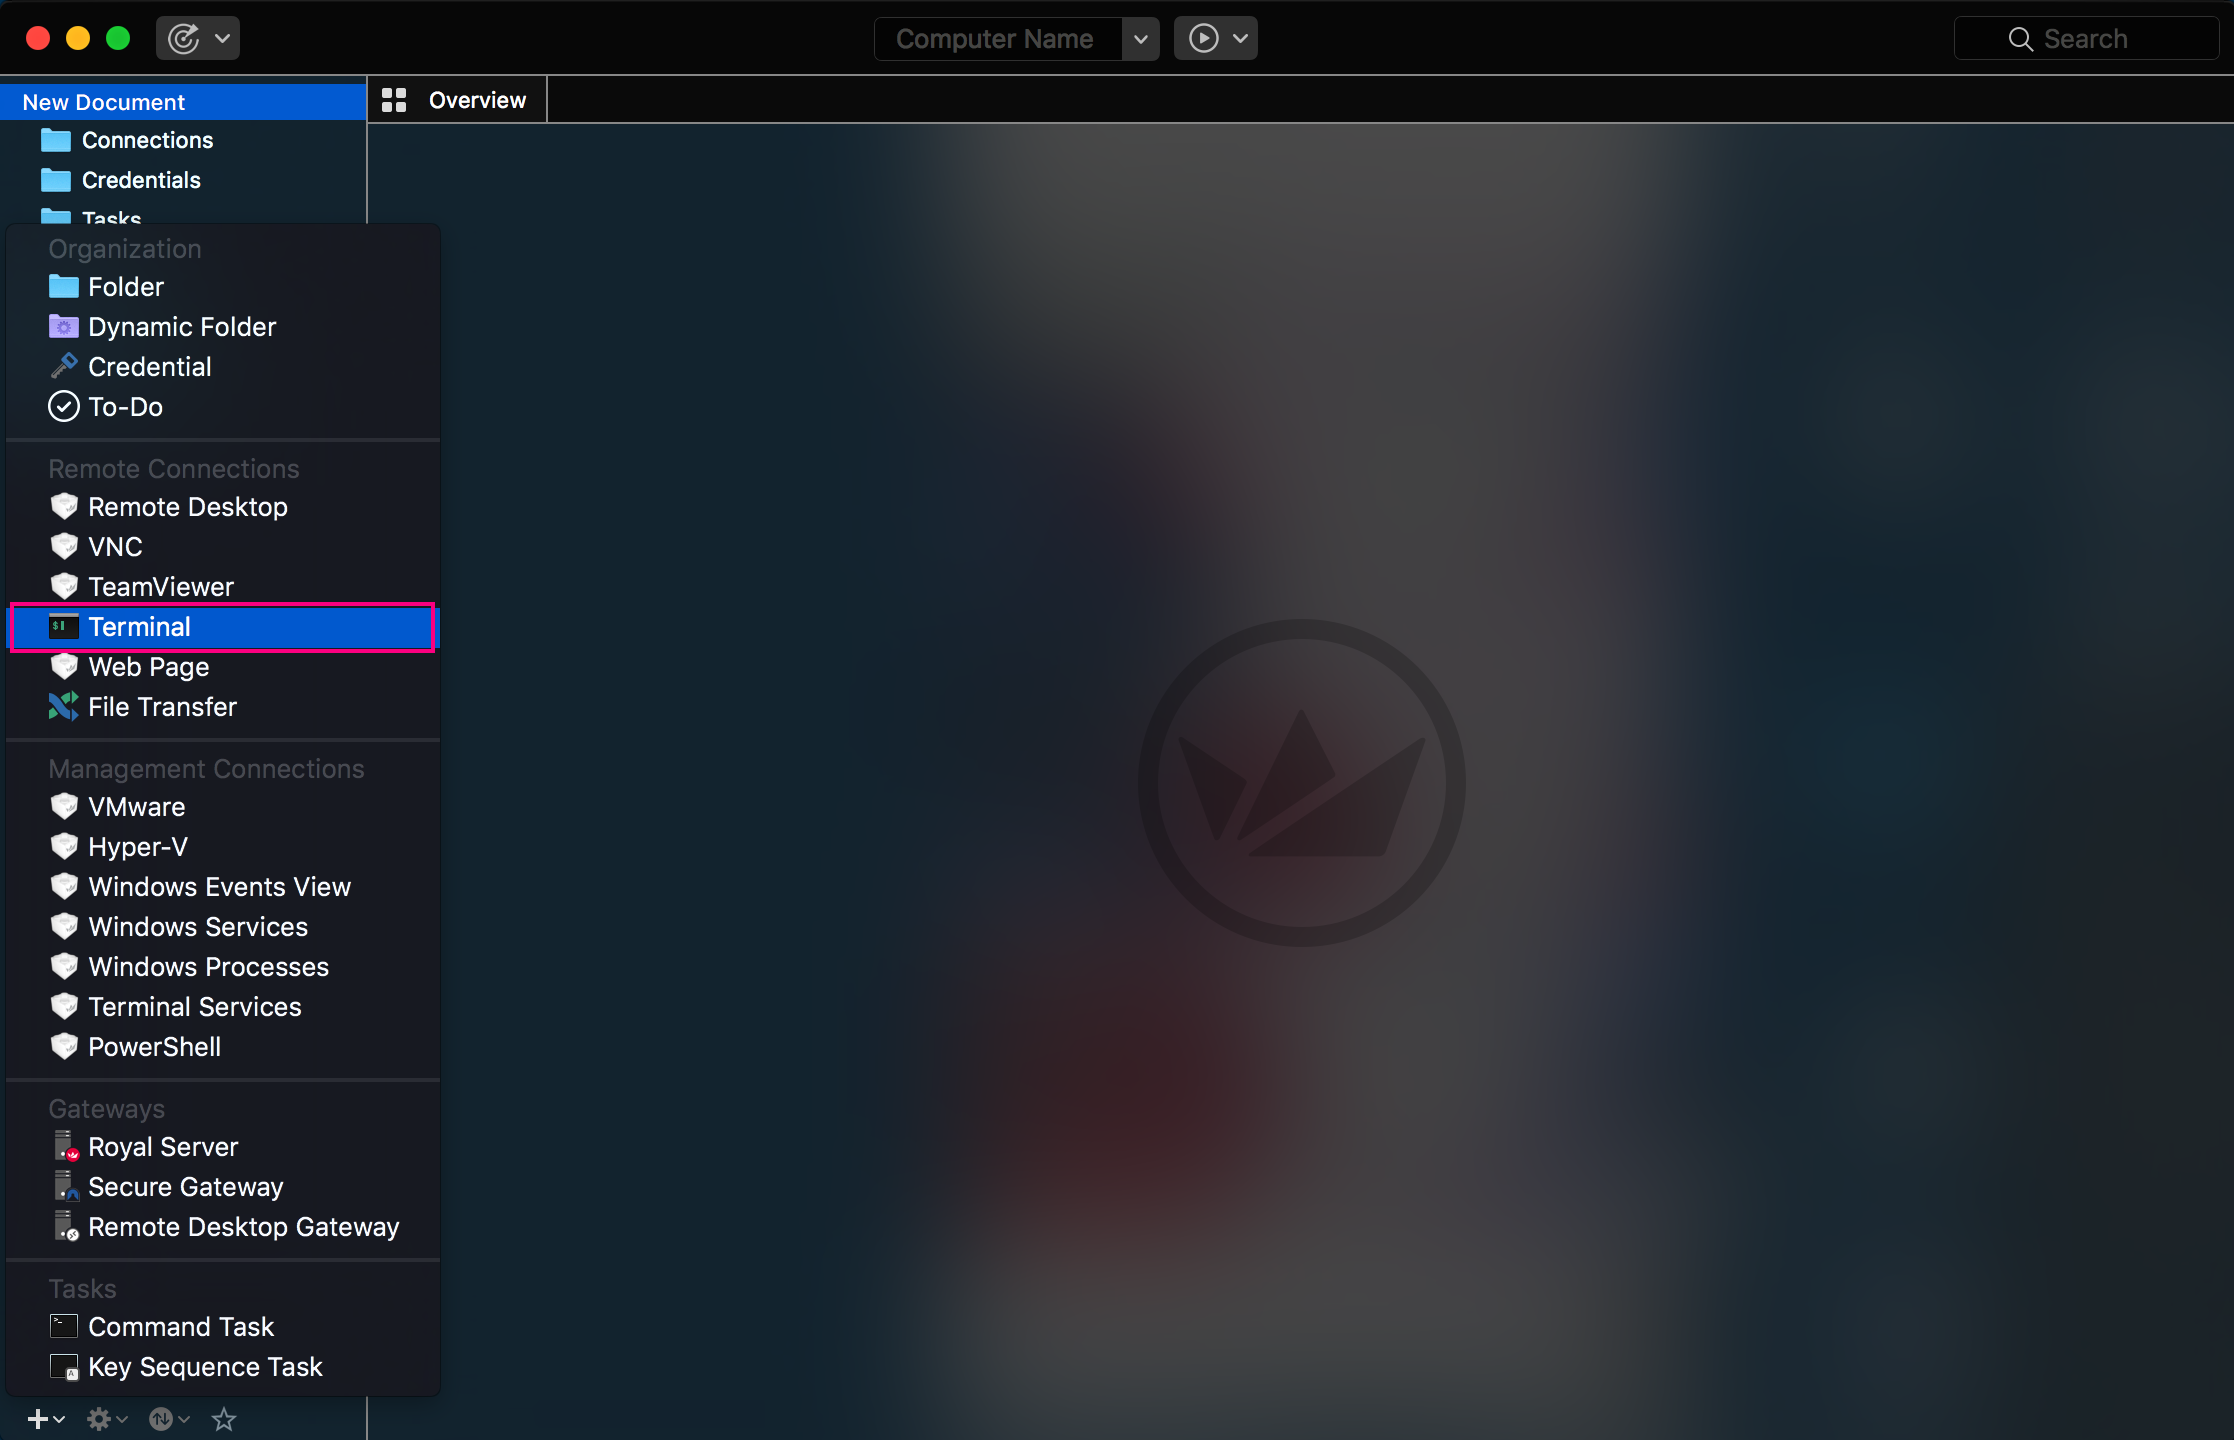 Computer Name
Search
New Document
Overview
Connections
Credentials
Tasks
Organization
Folder
Dynamic Folder
Credential
To-Do
Remote Connections
Remote Desktop
VNC
TeamViewer
Terminal
Web Page
File Transfer
Management Connections
VMware
Hyper-V
Windows Events View
Windows Services
Windows Processes
Terminal Services
PowerShell
Gateways
Royal Server
Secure Gateway
Remote Desktop Gateway
Tasks
Command Task
Key Sequence Task